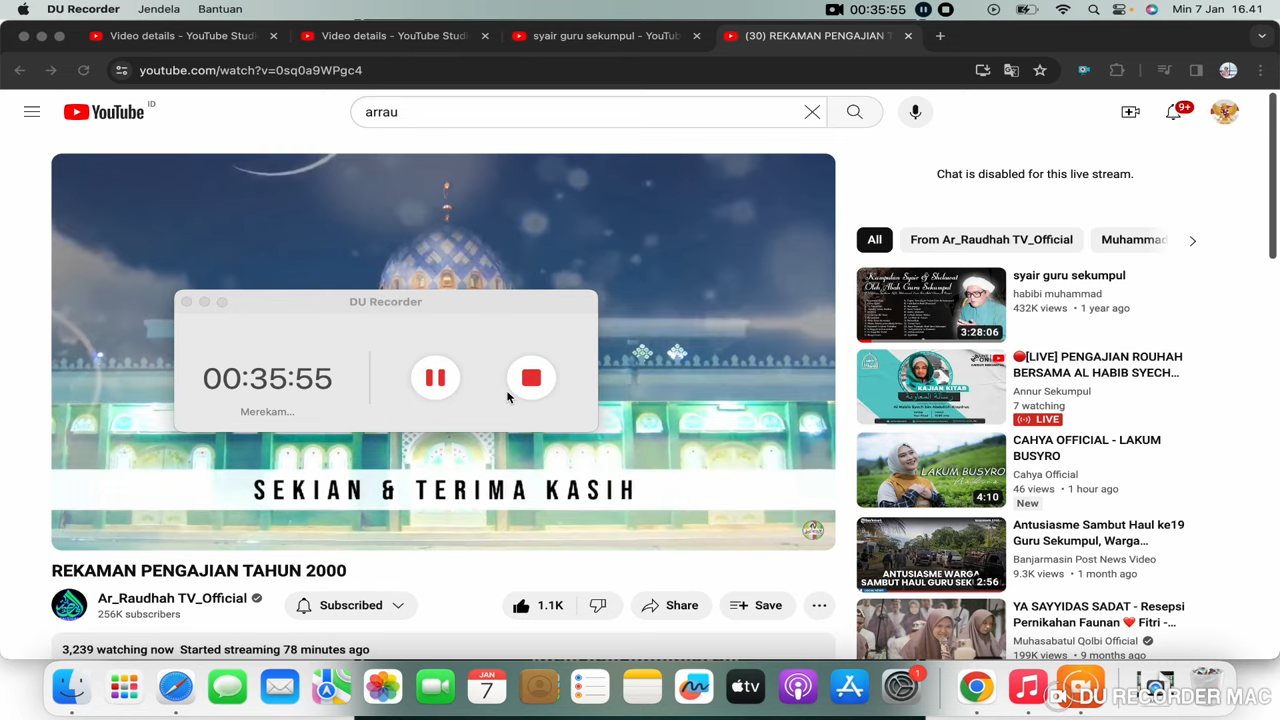 DU Recorder Jendela Bantuan 00:35:55 Min 7 Jan 16.41
Video details - YouTube Studi
Video details - YouTube Studi
syair guru sekumpul - YouTub
(30) REKAMAN PENGAJIAN T
youtube.com/watch?v=0sq0a9WPgc4
YouTube ID
arrau
9+
Chat is disabled for this live stream.
All
From Ar_Raudhah TV_Official
Muhammad
DU Recorder
00:35:55
Merekam...
SEKIAN & TERIMA KASIH
REKAMAN PENGAJIAN TAHUN 2000
Ar_Raudhah TV_Official
256K subscribers
Subscribed
1.1K
Share
Save
3,239 watching now Started streaming 78 minutes ago
syair guru sekumpul
habibi muhammad
432K views • 1 year ago
3:28:06
[LIVE] PENGAJIAN ROUHAH
BERSAMA AL HABIB SYECH...
Annur Sekumpul
7 watching
LIVE
KAJIAN KITAB
CAHYA OFFICIAL - LAKUM
BUSYRO
Cahya Official
46 views • 1 hour ago
New
LAKUM BUSYRO
4:10
Antusiasme Sambut Haul ke19
Guru Sekumpul, Warga...
Banjarmasin Post News Video
9.3K views • 1 month ago
ANTUSIASME WARGA
SAMBUT HAUL GURU SEK
2:56
YA SAYYIDAS SADAT - Resepsi
Pernikahan Faunan ❤️ Fitri -...
Muhasabatul Qolbi Official
199K views • 9 months ago
JAN
7
tv
1
DU RECORDER MAC